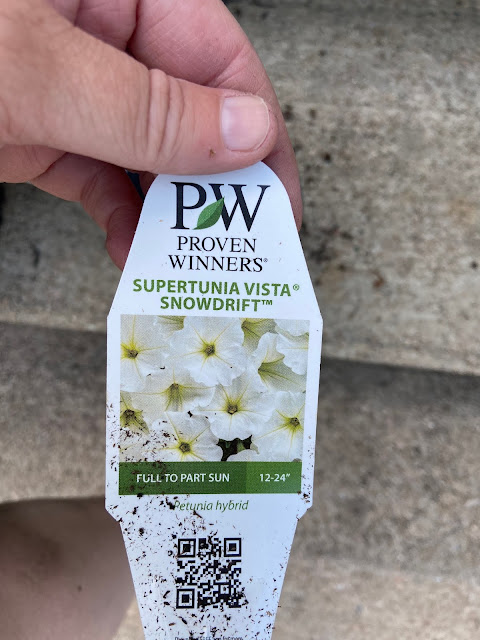 PW
PROVEN
WINNERS®
SUPERTUNIA VISTA®
SNOWDRIFT™
FULL TO PART SUN 12-24"
Petunia hybrid